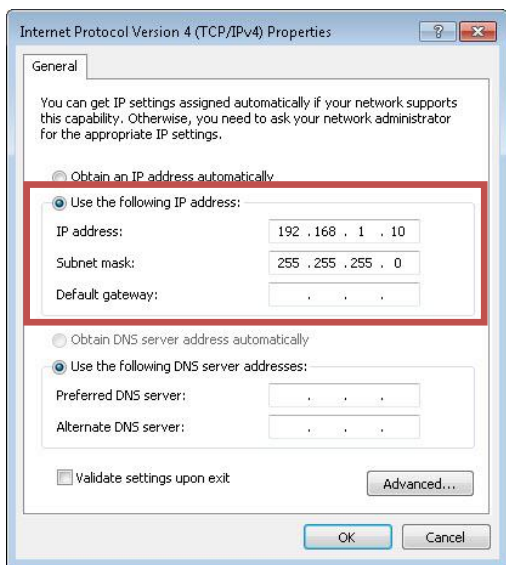 Internet Protocol Version 4 (TCP/IPv4) Properties
?
General
You can get IP settings assigned automatically if your network supports
this capability. Otherwise, you need to ask your network administrator
for the appropriate IP settings.
Obtain an IP address automatically
Use the following IP address:
IP address: 192 . 168 . 1 . 10
Subnet mask: 255 . 255 . 255 . 0
Default gateway: . . .
Obtain DNS server address automatically
Use the following DNS server addresses:
Preferred DNS server: . . .
Alternate DNS server: . . .
Validate settings upon exit
Advanced...
OK Cancel